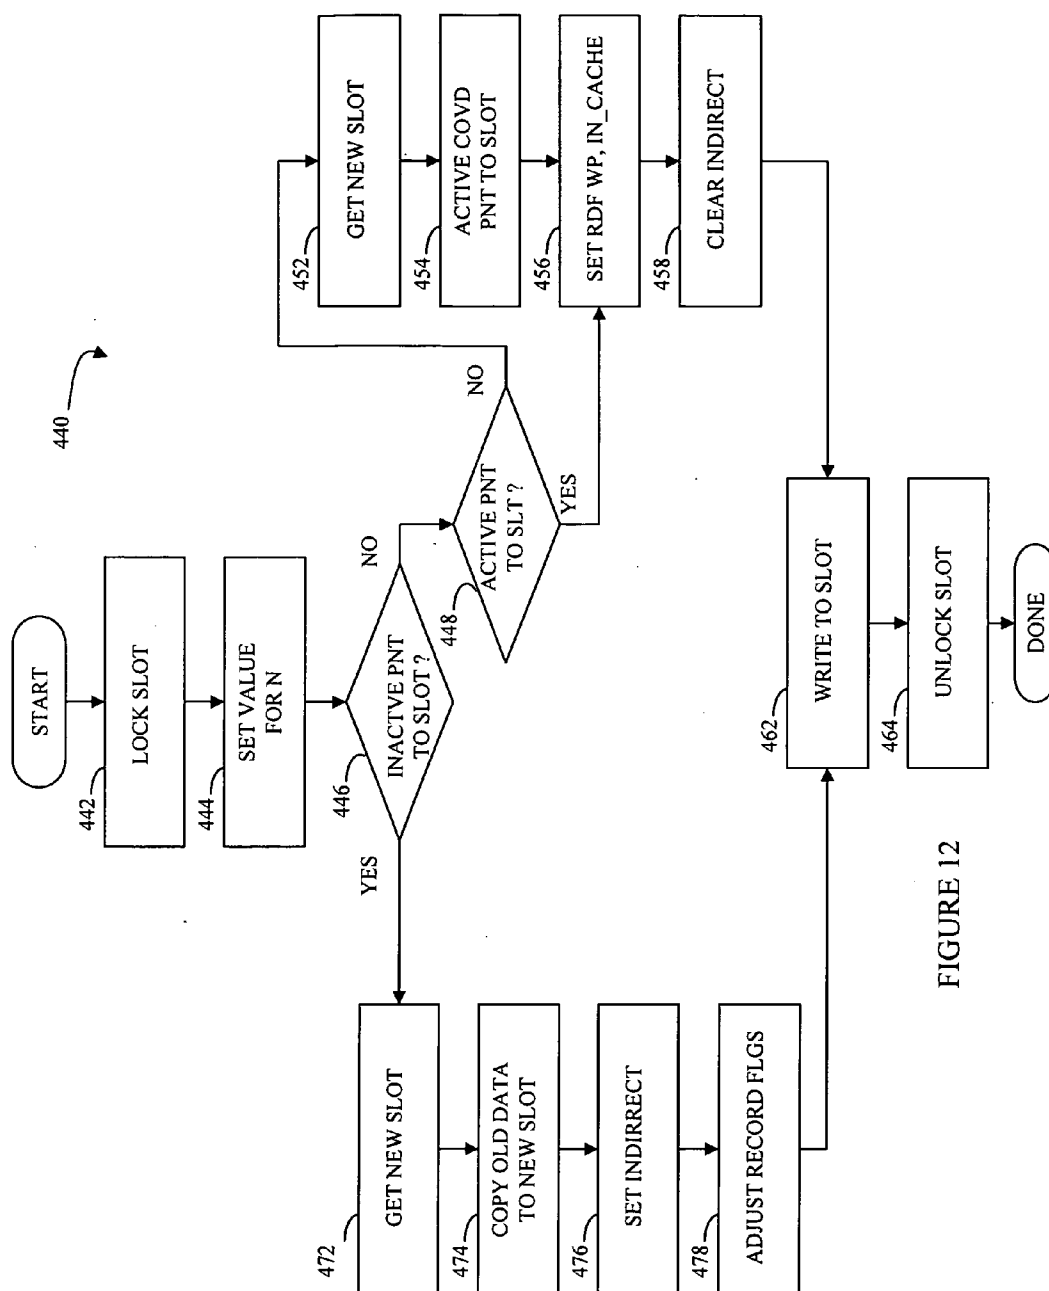 START
442
LOCK SLOT
444
SET VALUE
FOR N
446
INACTVE PNT
TO SLOT ?
YES
NO
440
448
ACTIVE PNT
TO SLT ?
NO
YES
452
GET NEW SLOT
454
ACTIVE COVD
PNT TO SLOT
456
SET RDF WP, IN_CACHE
458
CLEAR INDIRECT
472
GET NEW SLOT
474
COPY OLD DATA
TO NEW SLOT
476
SET INDIRRECT
478
ADJUST RECORD FLGS
462
WRITE TO SLOT
464
UNLOCK SLOT
DONE
FIGURE 12